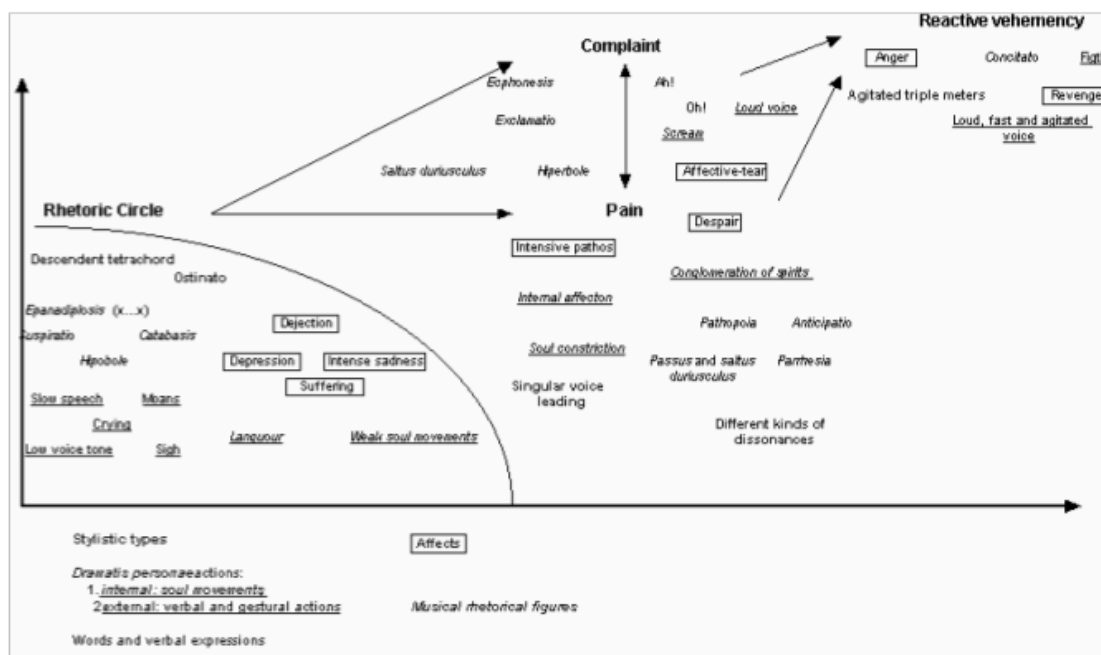 Reactive vehemency
Complaint
Anger
Concitato
Ecphonesis
Ah!
Agitated triple meters
Revenge
Oh!
Loud voice
Exclamatio
Scream
Loud, fast and agitated
voice
Saltus duriusculus
Hiperbole
Affective-tear
Rhetoric Circle
Pain
Despair
Intensive pathos
Descendent tetrachord
Ostinato
Conglomeration of spirits
Internal affecton
Epanadiplosis (x...x)
Dejection
Pathopoia
Anticipatio
Suspiratio
Catabasis
Soul constriction
Hipobole
Depression
Intense sadness
Passus and saltus
duriusculus
Parrhesia
Suffering
Singular voice
leading
Slow speech
Moans
Crying
Different kinds of
dissonances
Languour
Weak soul movements
Low voice tone
Sigh
Stylistic types
Affects
Dramatis personae actions:
1. internal: soul movements
2 external: verbal and gestural actions
Musical rhetorical figures
Words and verbal expressions